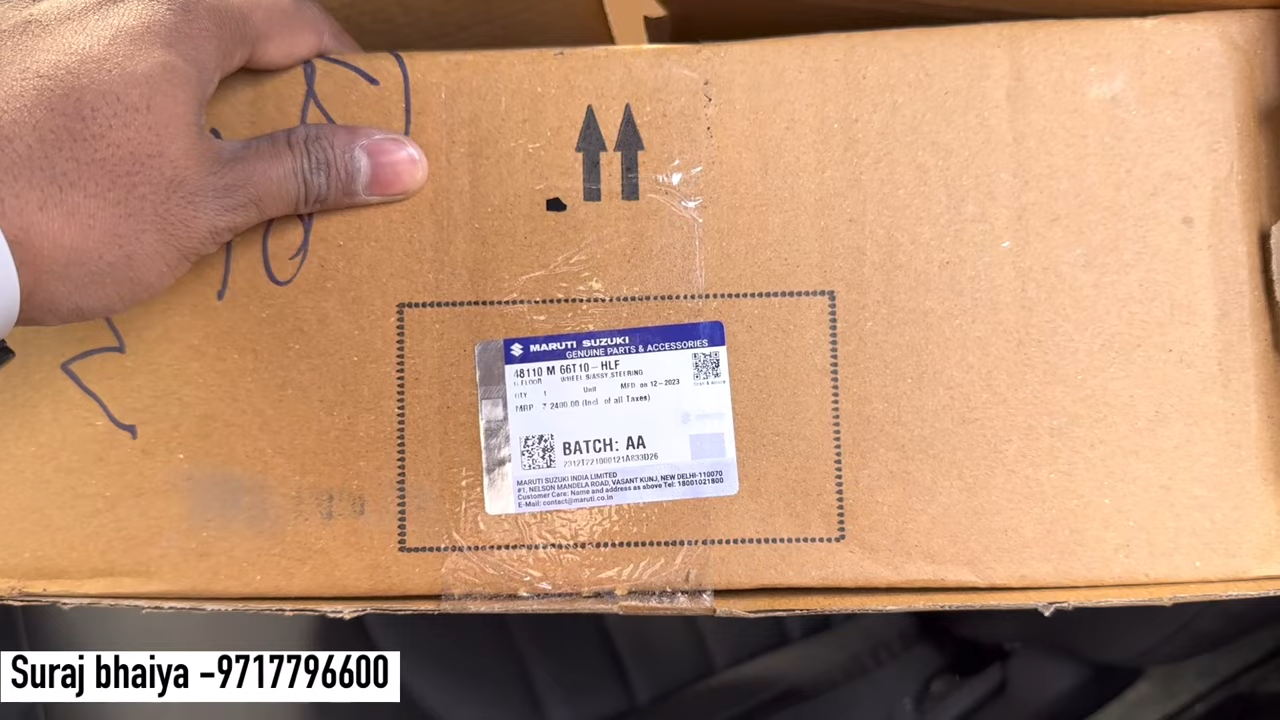 MARUTI SUZUKI
GENUINE PARTS & ACCESSORIES
48110 M 66T10-HLF
WHEEL S/ASSY,STEERING
QTY 1 Unit MFD. on 12-2023
MRP ₹ 2400.00 (Incl. of all Taxes)
BATCH: AA
MARUTI SUZUKI INDIA LIMITED
#1, NELSON MANDELA ROAD, VASANT KUNJ, NEW DELHI-110070
Customer Care: Name and address as above Tel: 18001021800
E-Mail: contact@maruti.co.in
Suraj bhaiya -9717796600